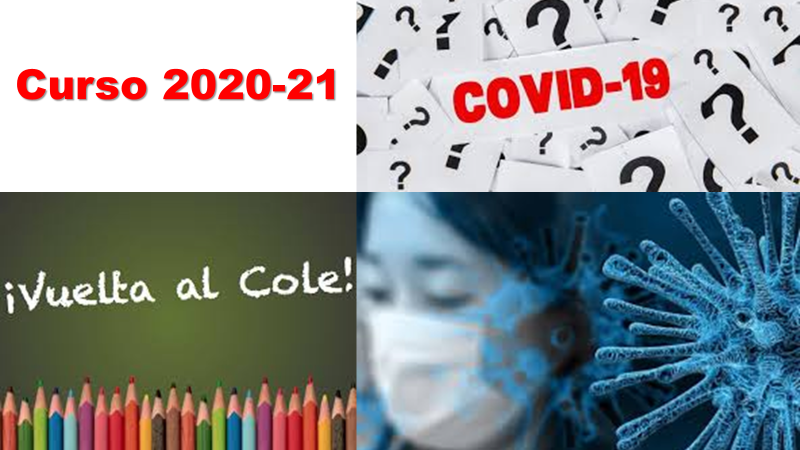 Curso 2020-21
COVID-19
? ? ? ? ? ? ? ? ? ? ? ? ? ?
¡Vuelta al Cole!